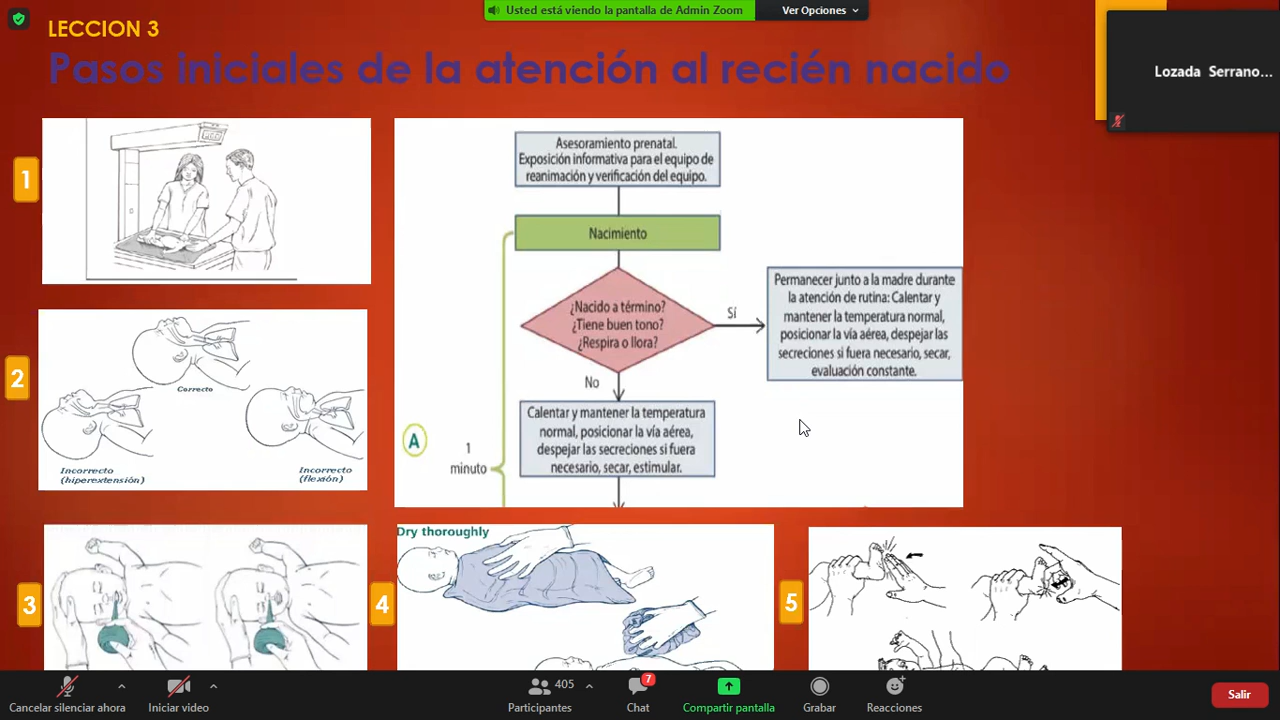 Usted está viendo la pantalla de Admin Zoom
Ver Opciones
LECCION 3
Pasos iniciales de la atención al recién nacido
Lozada Serrano...
1
Asesoramiento prenatal.
Exposición informativa para el equipo de
reanimación y verificación del equipo.
Nacimiento
¿Nacido a término?
¿Tiene buen tono?
¿Respira o llora?
Sí
Permanecer junto a la madre durante
la atención de rutina: Calentar y
mantener la temperatura normal,
posicionar la vía aérea, despejar las
secreciones si fuera necesario, secar,
evaluación constante.
No
Calentar y mantener la temperatura
normal, posicionar la vía aérea,
despejar las secreciones si fuera
necesario, secar, estimular.
A
1
minuto
2
Correcto
Incorrecto
(hiperextensión)
Incorrecto
(flexión)
3
4
Dry thoroughly
5
Cancelar silenciar ahora
Iniciar video
405
Participantes
7
Chat
Compartir pantalla
Grabar
Reacciones
Salir